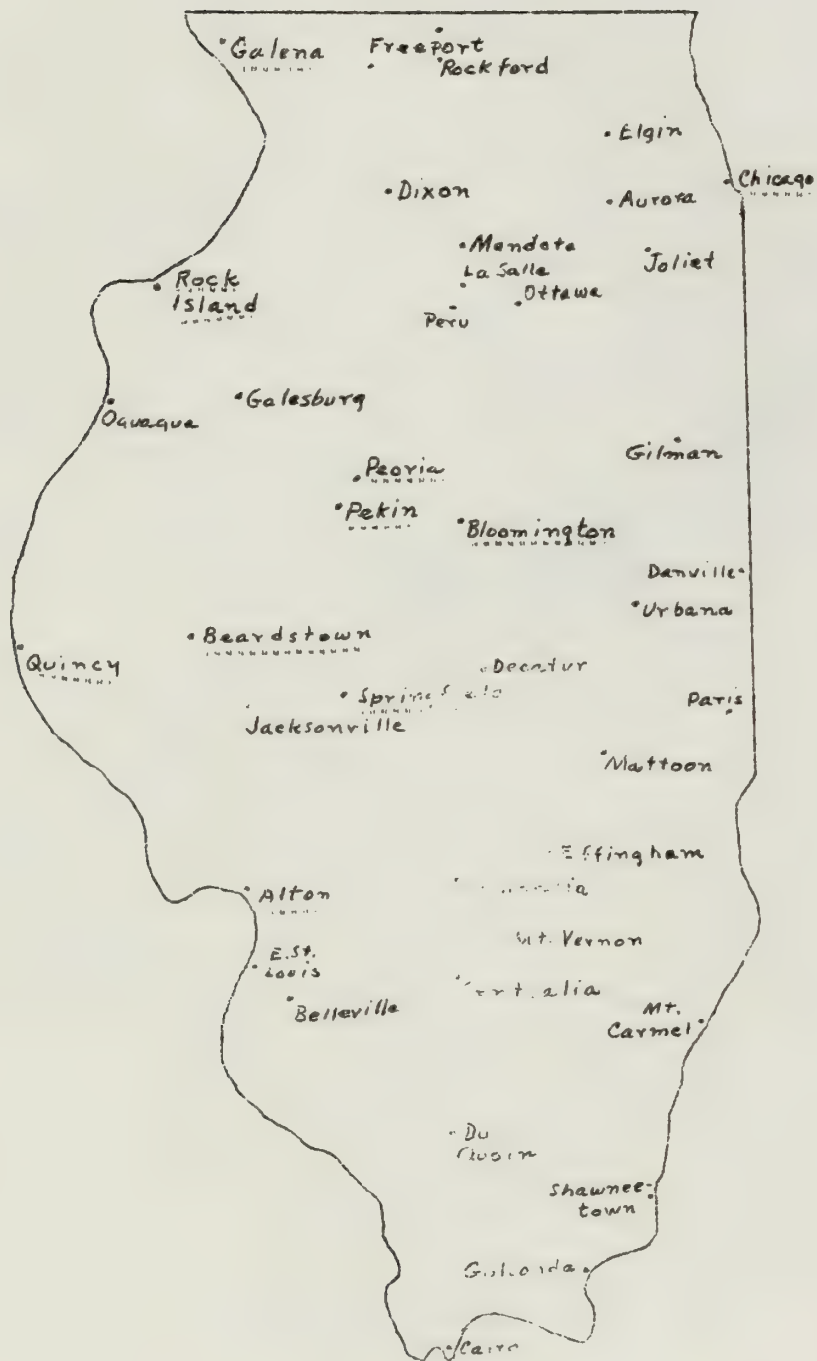 Galena
Freeport
Rockford
Elgin
Chicago
Dixon
Aurora
Mendota
La Salle
Joliet
Rock
Island
Ottawa
Peru
Galesburg
Oquaqua
Gilman
Peoria
Pekin
Bloomington
Danville
Urbana
Beardstown
Quincy
Decatur
Springfield
Paris
Jacksonville
Mattoon
Effingham
Alton
Mt. Vernon
E. St.
Louis
Belleville
Mt.
Carmel
Du
Shawnee-
town
Golconda
Cairo